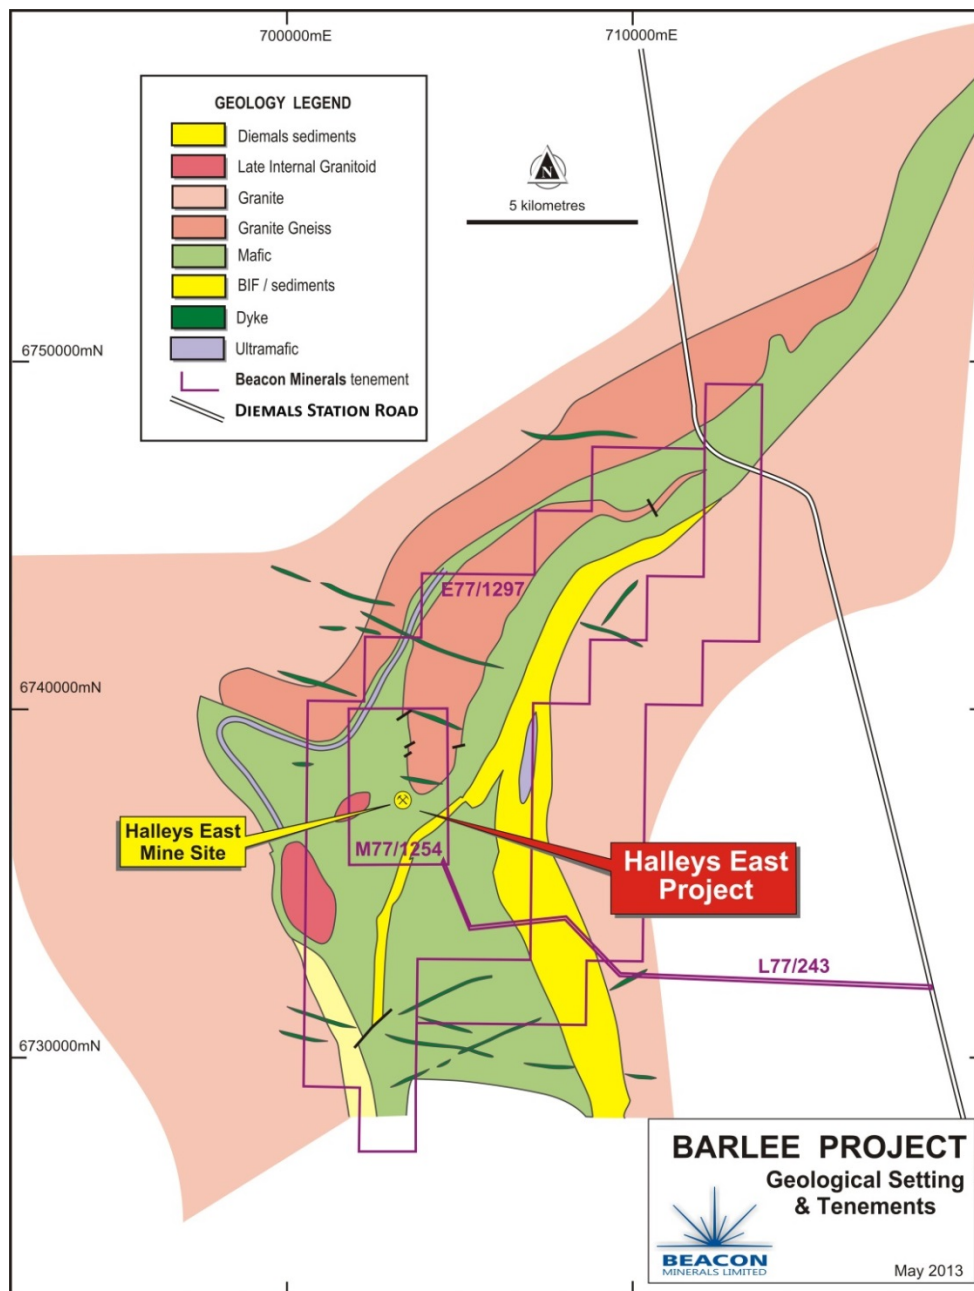 700000mE
710000mE
GEOLOGY LEGEND
Diemals sediments
Late Internal Granitoid
Granite
Granite Gneiss
Mafic
BIF / sediments
Dyke
Ultramafic
Beacon Minerals tenement
DIEMALS STATION ROAD
N
5 kilometres
6750000mN
E77/1297
6740000mN
Halleys East
Mine Site
M77/1254
Halleys East
Project
L77/243
6730000mN
BARLEE PROJECT
Geological Setting
& Tenements
BEACON
MINERALS LIMITED
May 2013